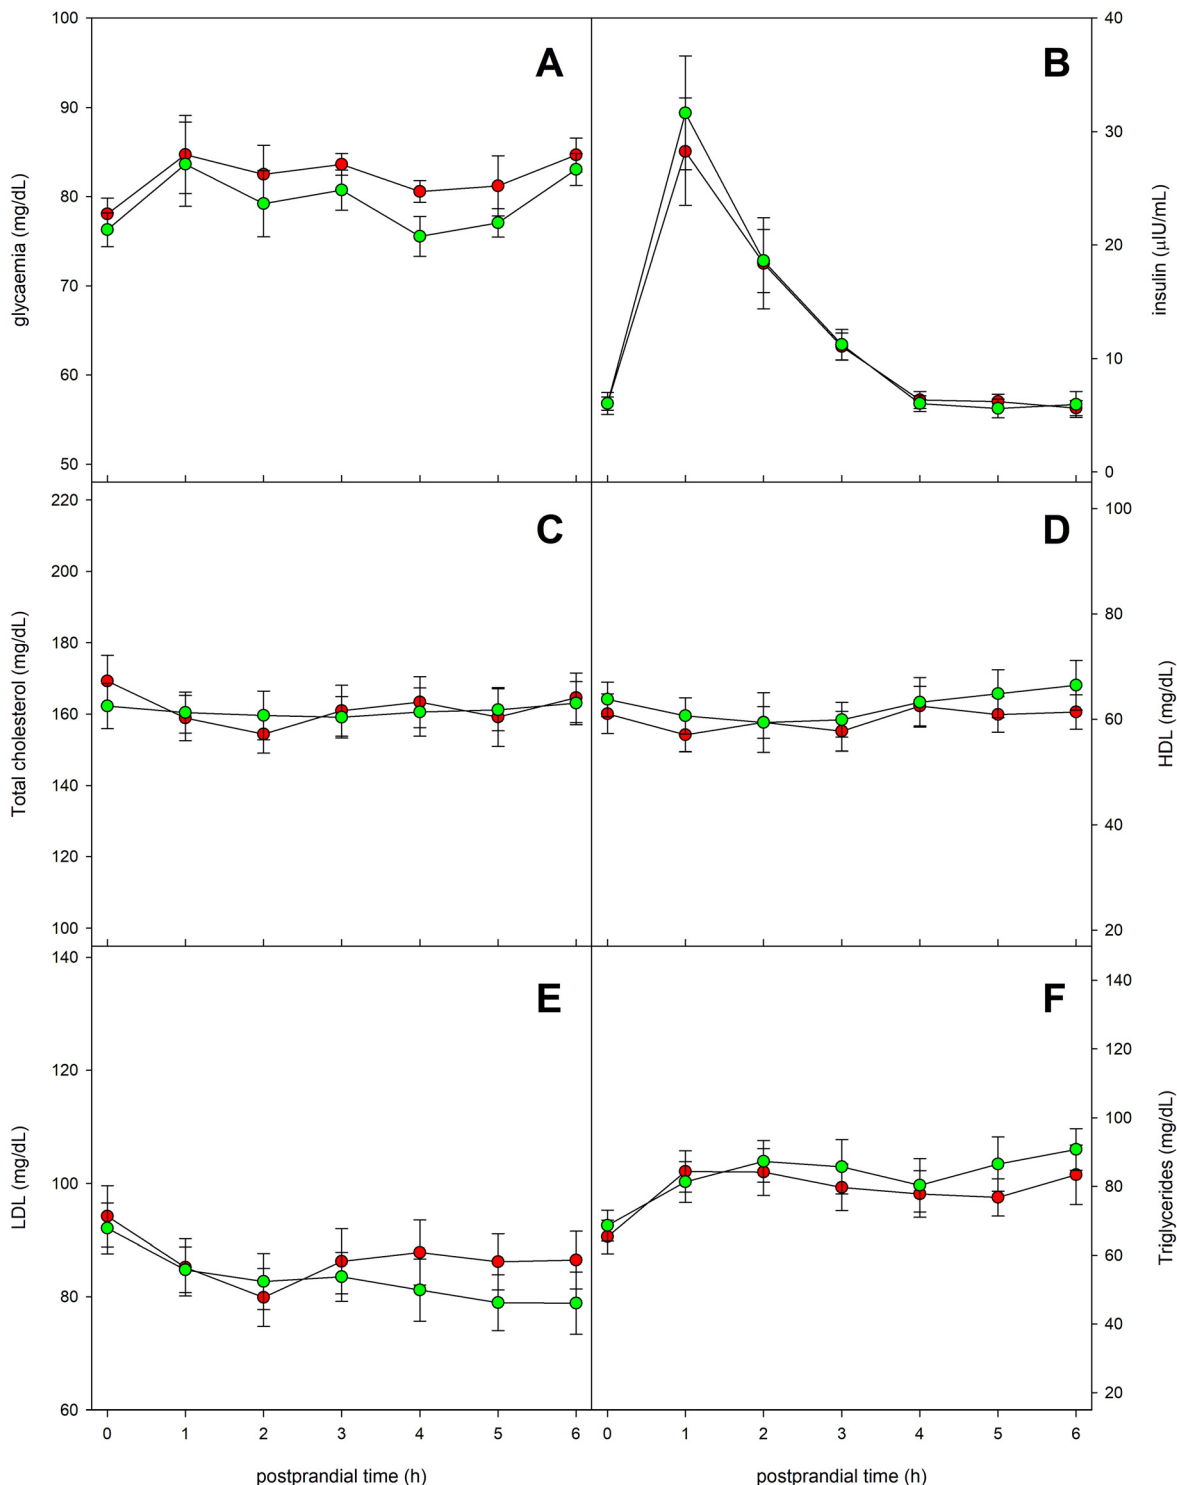 A
100
90
80
70
60
50
glycaemia (mg/dL)
B
40
30
20
10
0
insulin (μIU/mL)
C
220
200
180
160
140
120
100
Total cholesterol (mg/dL)
D
100
80
60
40
20
HDL (mg/dL)
E
140
120
100
80
60
LDL (mg/dL)
0 1 2 3 4 5 6
postprandial time (h)
F
140
120
100
80
60
40
20
Triglycerides (mg/dL)
0 1 2 3 4 5 6
postprandial time (h)